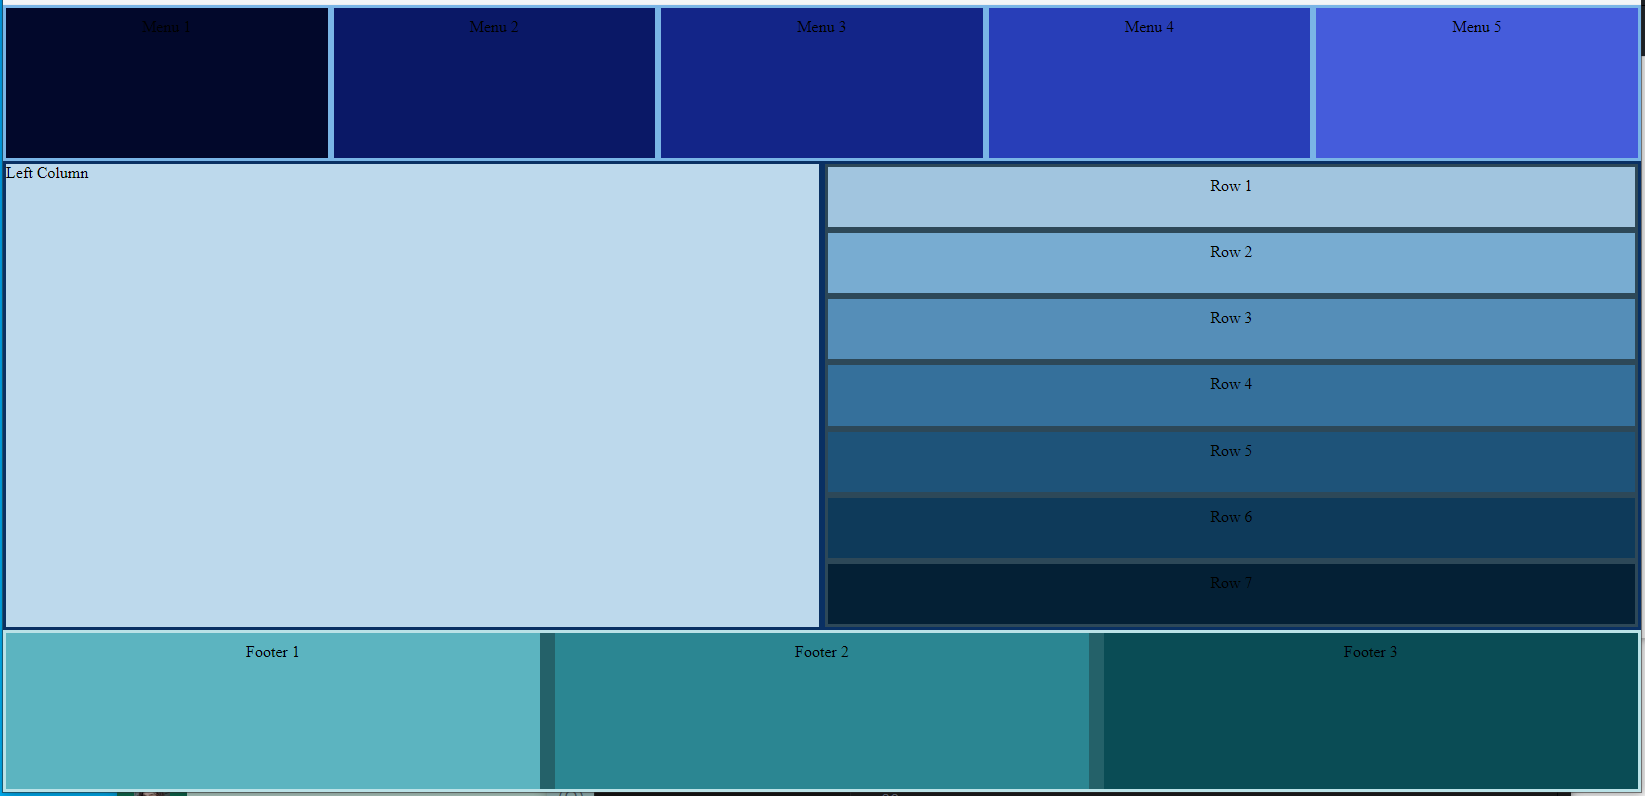 Menu 1
Menu 2
Menu 3
Menu 4
Menu 5
Left Column
Row 1
Row 2
Row 3
Row 4
Row 5
Row 6
Row 7
Footer 1
Footer 2
Footer 3